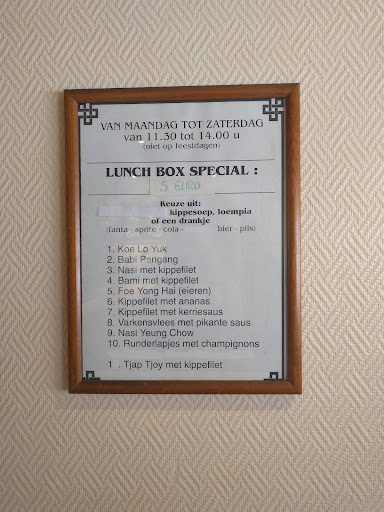 VAN MAANDAG TOT ZATERDAG
van 11.30 tot 14.00 u
(niet op feestdagen)
LUNCH BOX SPECIAL :
5 EURO
Keuze uit:
kippesoep, loempia
of een drankje
(fanta - sprite - cola - bier - pils)
1. Koe Lo Yuk
2. Babi Pangang
3. Nasi met kippefilet
4. Bami met kippefilet
5. Foe Yong Hai (eieren)
6. Kippefilet met ananas
7. Kippefilet met kerriesaus
8. Varkensvlees met pikante saus
9. Nasi Yeung Chow
10. Runderlapjes met champignons
1 . Tjap Tjoy met kippefilet